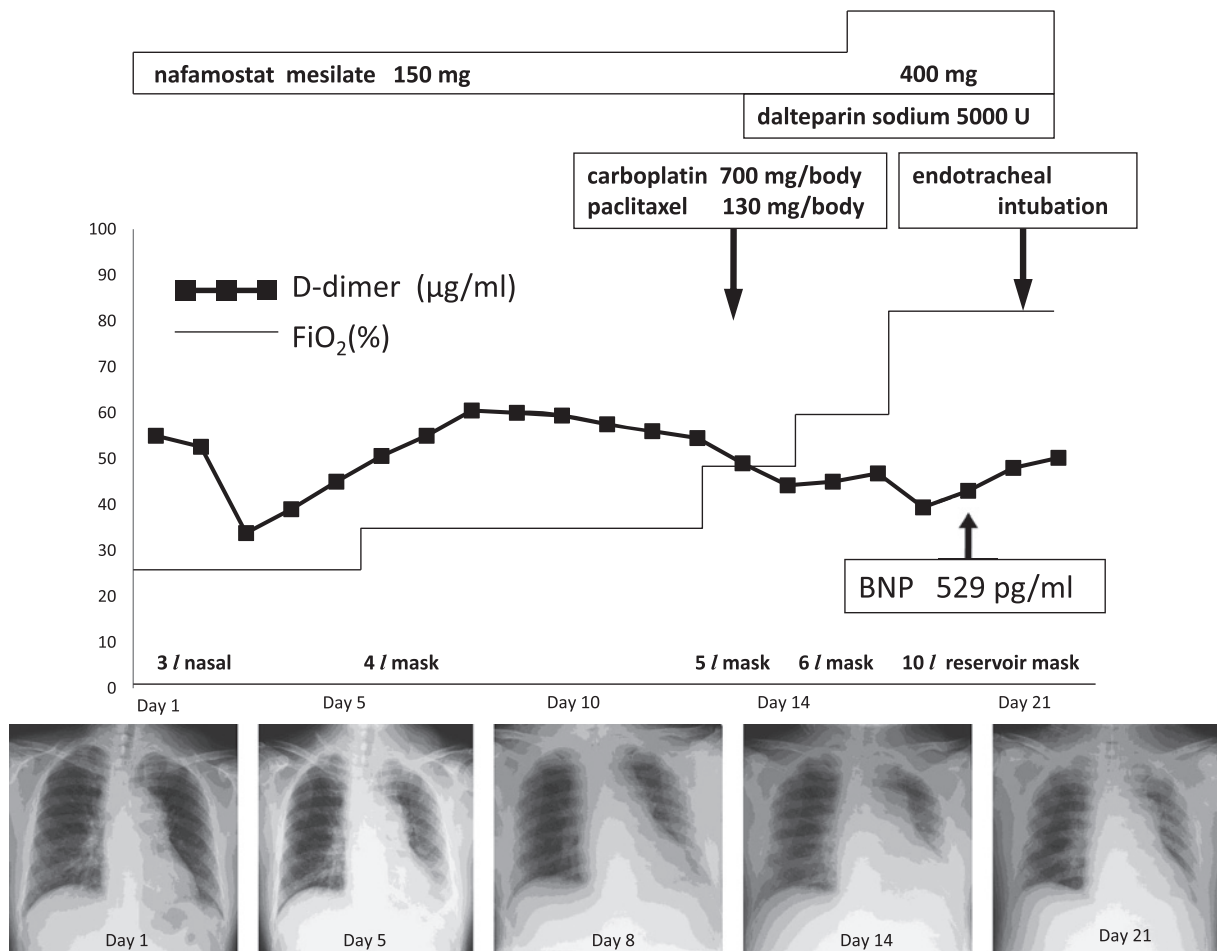 nafamostat mesilate 150 mg
400 mg
dalteparin sodium 5000 U
carboplatin 700 mg/body
paclitaxel 130 mg/body
endotracheal
intubation
100
90
80
70
60
50
40
30
20
10
0
D-dimer (µg/ml)
FiO₂(%)
BNP 529 pg/ml
3 l nasal
4 l mask
5 l mask
6 l mask
10 l reservoir mask
Day 1
Day 5
Day 10
Day 14
Day 21
Day 1
Day 5
Day 8
Day 14
Day 21